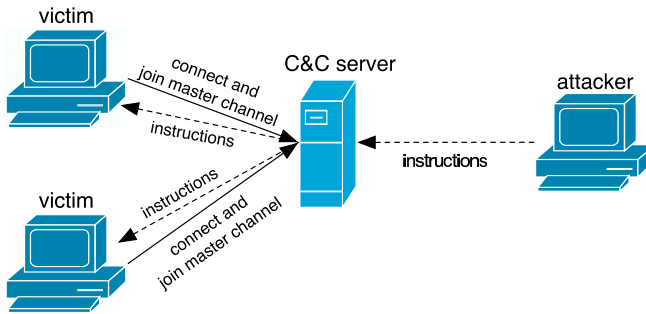 victim
connect and
join master channel
instructions
C&C server
attacker
instructions
victim
instructions
connect and
join master channel